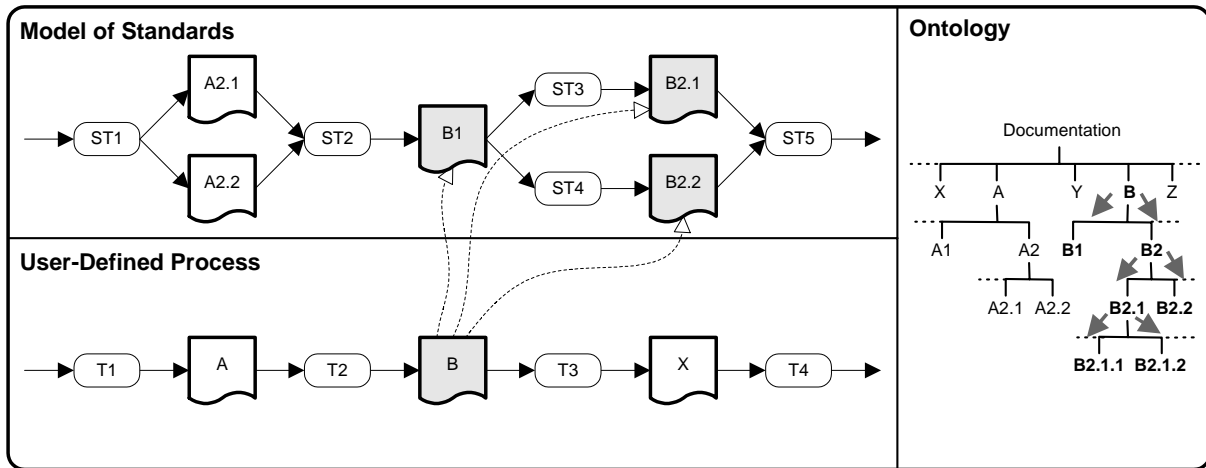 Model of Standards
A2.1
ST3
B2.1
ST1
ST2
B1
ST5
A2.2
ST4
B2.2
User-Defined Process
T1
A
T2
B
T3
X
T4
Ontology
Documentation
X A Y B Z
A1 A2 B1 B2
A2.1 A2.2 B2.1 B2.2
B2.1.1 B2.1.2